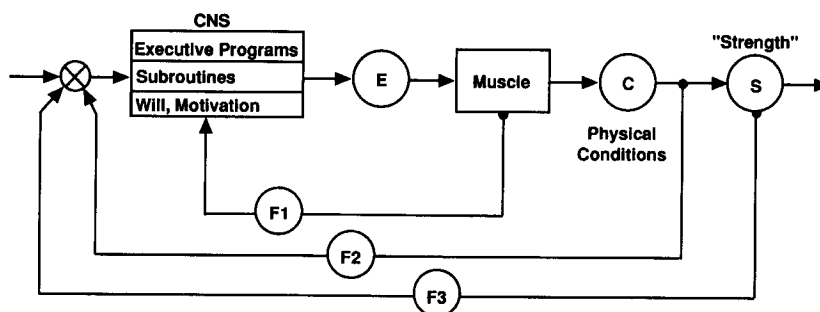 CNS
Executive Programs
Subroutines
Will, Motivation
E
Muscle
C
Physical
Conditions
"Strength"
S
F1
F2
F3